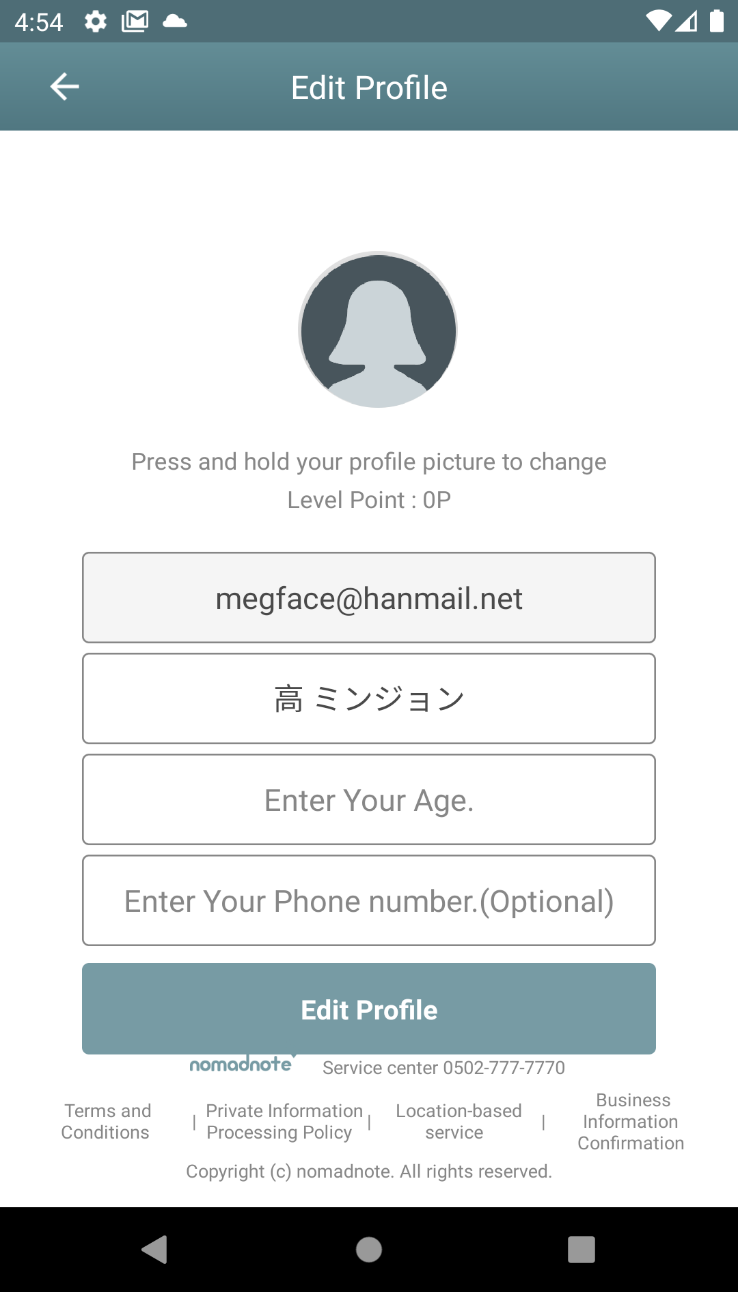 4:54
Edit Profile
Press and hold your profile picture to change
Level Point : 0P
megface@hanmail.net
高 ミンジョン
Enter Your Age.
Enter Your Phone number.(Optional)
Edit Profile
nomadnote Service center 0502-777-7770
Terms and Conditions | Private Information Processing Policy | Location-based service | Business Information Confirmation
Copyright (c) nomadnote. All rights reserved.